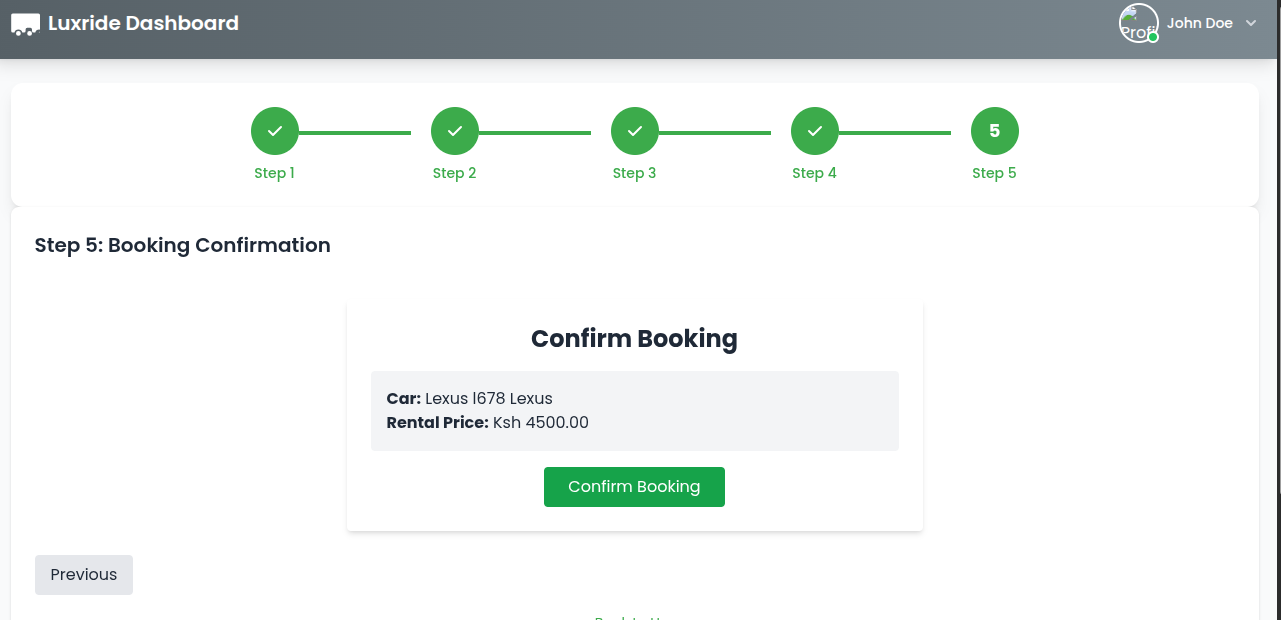 Luxride Dashboard
Profi
John Doe
5
Step 1
Step 2
Step 3
Step 4
Step 5
Step 5: Booking Confirmation
Confirm Booking
Car: Lexus l678 Lexus
Rental Price: Ksh 4500.00
Confirm Booking
Previous